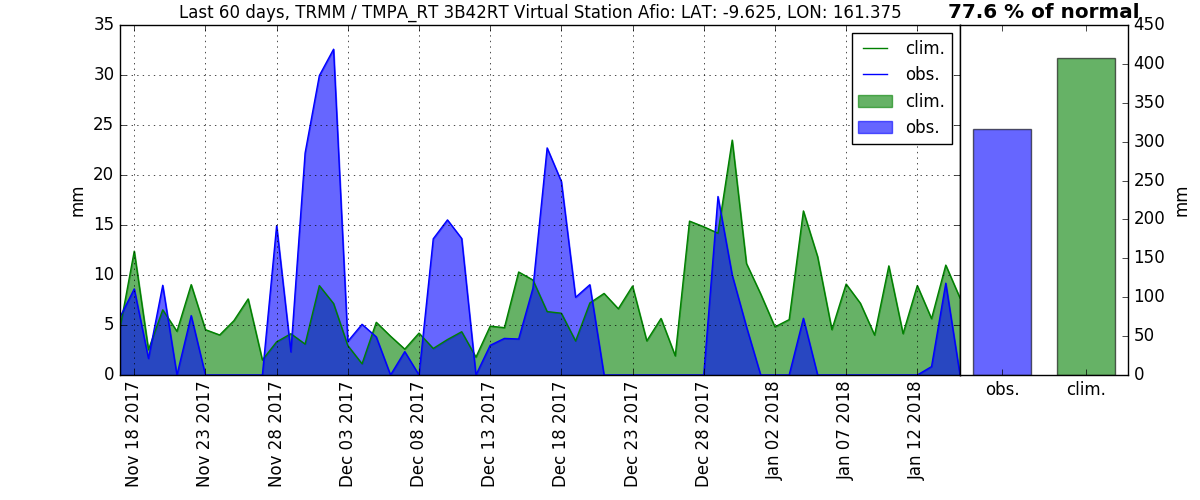 Last 60 days, TRMM / TMPA_RT 3B42RT Virtual Station Afio: LAT: -9.625, LON: 161.375
77.6 % of normal
35
30
25
20
15
10
5
0
mm
clim.
obs.
clim.
obs.
450
400
350
300
250
200
150
100
50
0
mm
obs.
clim.
Nov 18 2017
Nov 23 2017
Nov 28 2017
Dec 03 2017
Dec 08 2017
Dec 13 2017
Dec 18 2017
Dec 23 2017
Dec 28 2017
Jan 02 2018
Jan 07 2018
Jan 12 2018